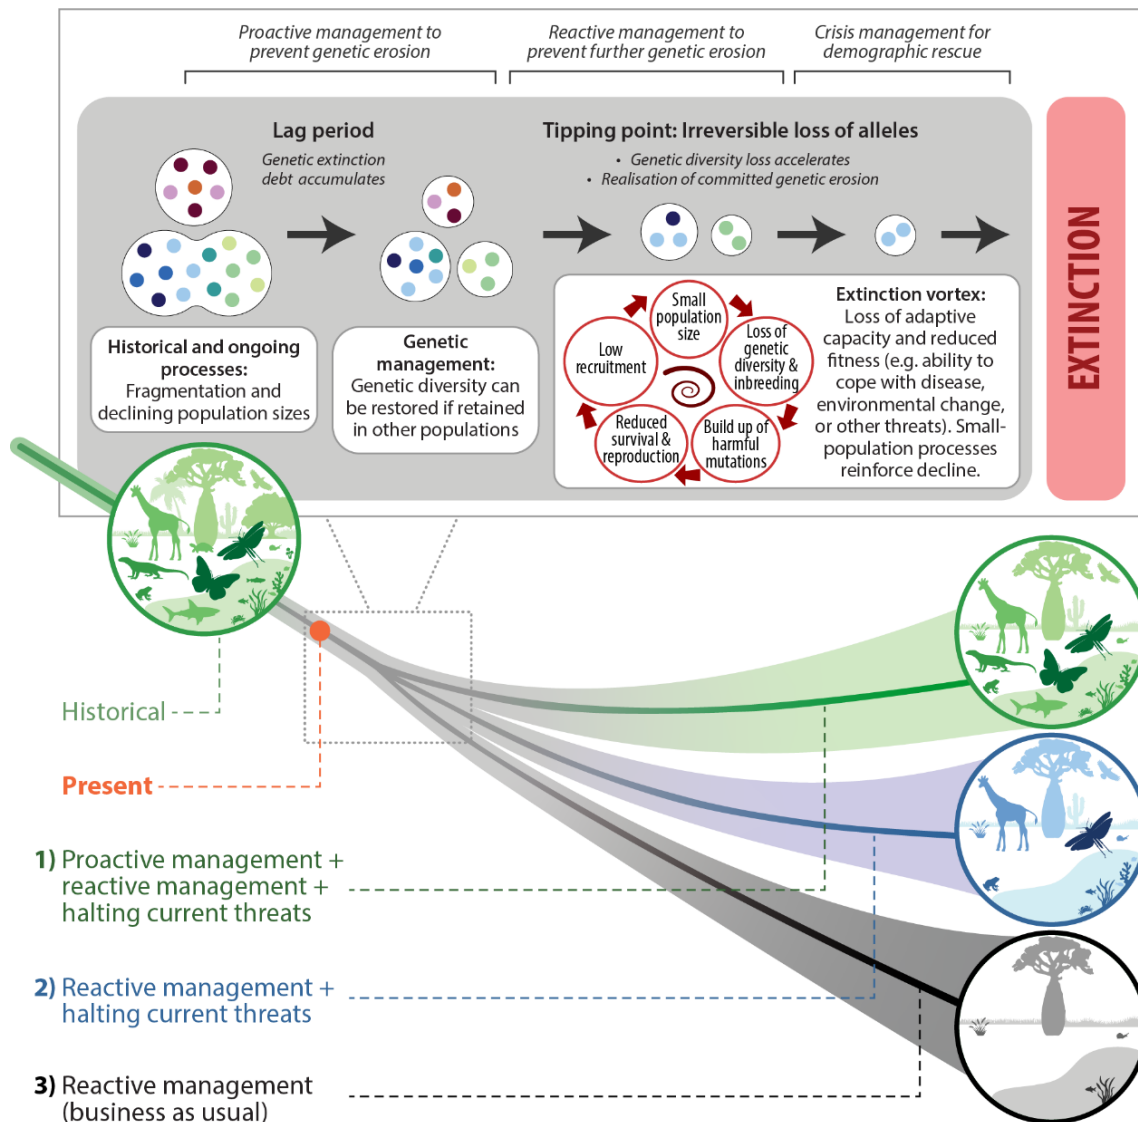 Proactive management to
prevent genetic erosion
Reactive management to
prevent further genetic erosion
Crisis management for
demographic rescue
Lag period
Genetic extinction
debt accumulates
Tipping point: Irreversible loss of alleles
• Genetic diversity loss accelerates
• Realisation of committed genetic erosion
Historical and ongoing
processes:
Fragmentation and
declining population sizes
Genetic
management:
Genetic diversity can
be restored if retained
in other populations
Small
population
size
Loss of
genetic
diversity &
inbreeding
Build up of
harmful
mutations
Reduced
survival &
reproduction
Low
recruitment
Extinction vortex:
Loss of adaptive
capacity and reduced
fitness (e.g. ability to
cope with disease,
environmental change,
or other threats). Small-
population processes
reinforce decline.
EXTINCTION
Historical
Present
1) Proactive management +
reactive management +
halting current threats
2) Reactive management +
halting current threats
3) Reactive management
(business as usual)